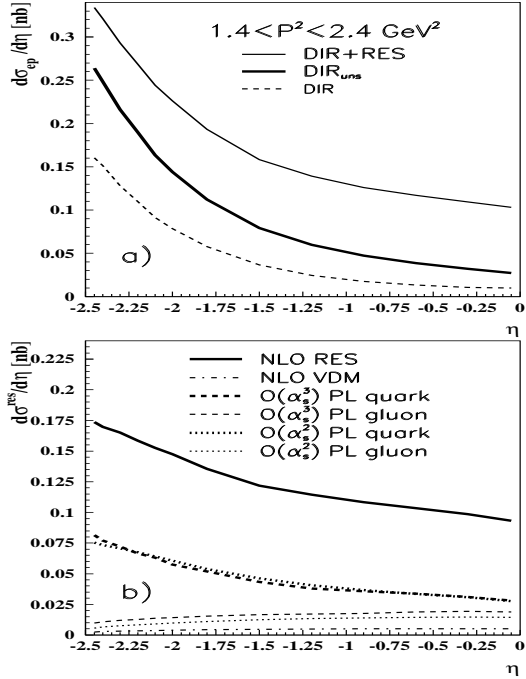 dσep/dη [nb]
1.4<P²<2.4 GeV²
DIR+RES
DIRuns
DIR
0.3
0.25
0.2
0.15
0.1
0.05
0
a)
-2.5 -2.25 -2 -1.75 -1.5 -1.25 -1 -0.75 -0.5 -0.25 0
η
dσres/dη [nb]
NLO RES
NLO VDM
O(αs³) PL quark
O(αs³) PL gluon
O(αs²) PL quark
O(αs²) PL gluon
0.225
0.2
0.175
0.15
0.125
0.1
0.075
0.05
0.025
0
b)
-2.5 -2.25 -2 -1.75 -1.5 -1.25 -1 -0.75 -0.5 -0.25 0
η